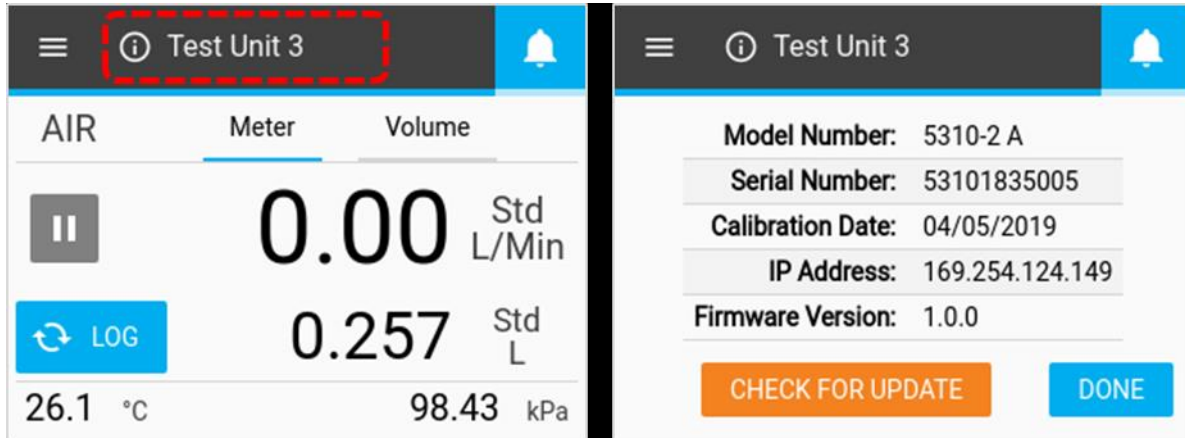 Test Unit 3
AIR Meter Volume
0.00 Std L/Min
LOG 0.257 Std L
26.1 °C 98.43 kPa
Test Unit 3
Model Number: 5310-2 A
Serial Number: 53101835005
Calibration Date: 04/05/2019
IP Address: 169.254.124.149
Firmware Version: 1.0.0
CHECK FOR UPDATE DONE